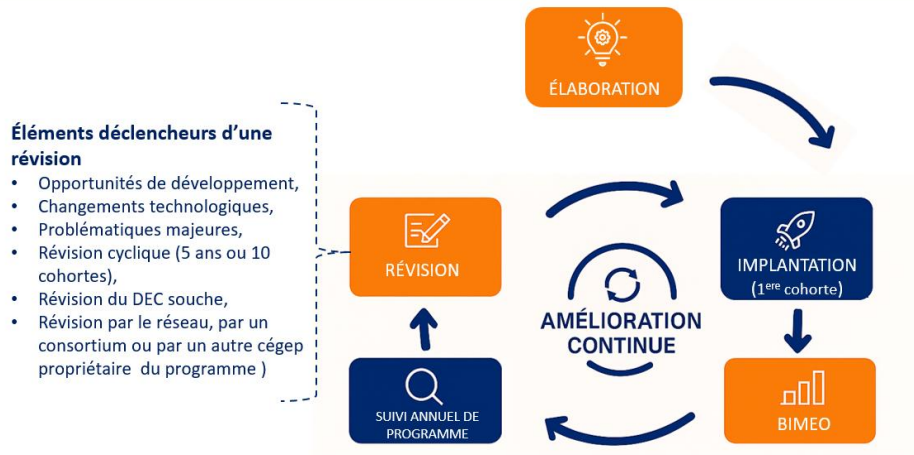 ÉLABORATION
Éléments déclencheurs d’une
révision
• Opportunités de développement,
• Changements technologiques,
• Problématiques majeures,
• Révision cyclique (5 ans ou 10
cohortes),
• Révision du DEC souche,
• Révision par le réseau, par un
consortium ou par un autre cégep
propriétaire du programme )
RÉVISION
IMPLANTATION
(1ere cohorte)
AMÉLIORATION
CONTINUE
SUIVI ANNUEL DE
PROGRAMME
BIMEO